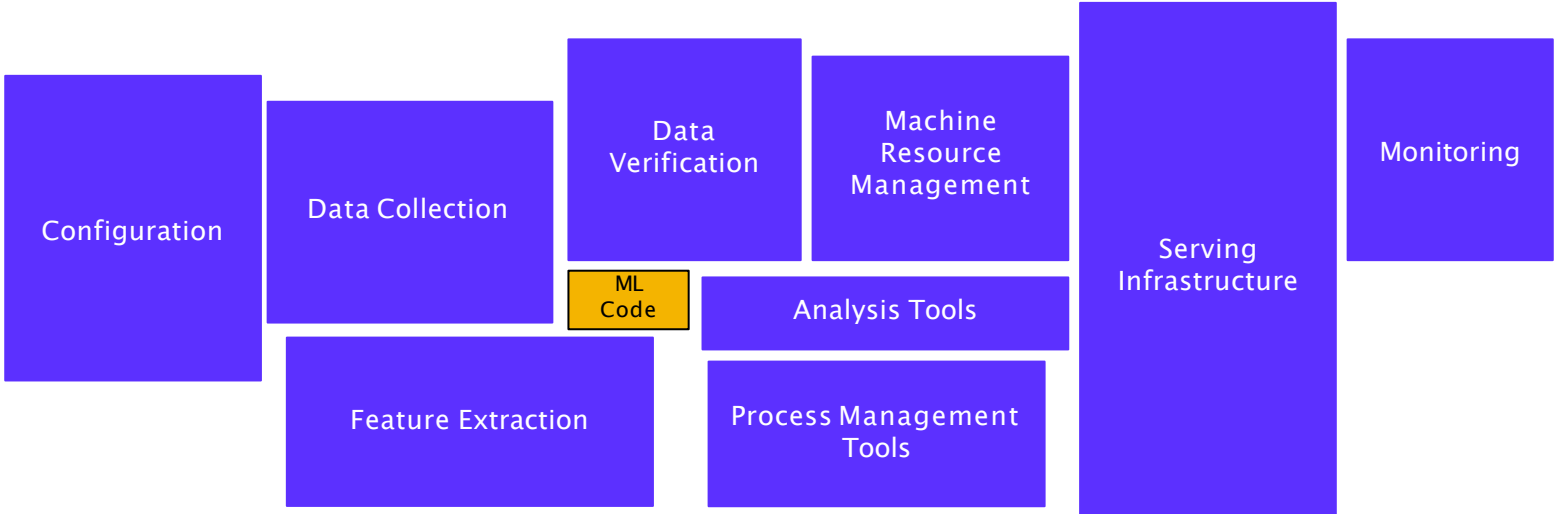 Configuration
Data Collection
Feature Extraction
Data
Verification
ML
Code
Machine
Resource
Management
Analysis Tools
Process Management
Tools
Serving
Infrastructure
Monitoring